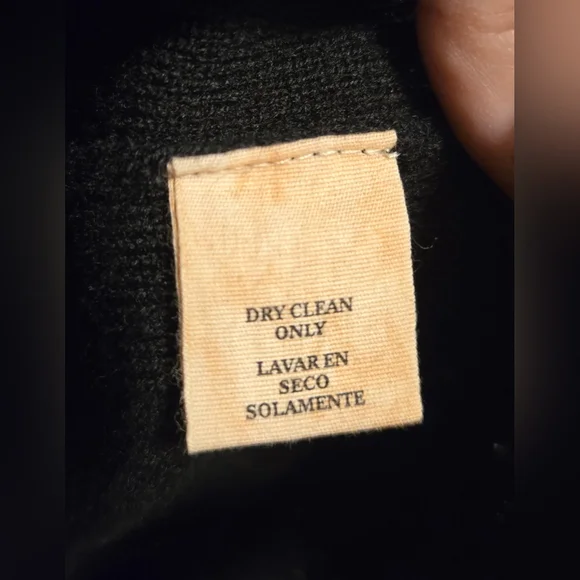 DRY CLEAN
ONLY
LAVAR EN
SECO
SOLAMENTE